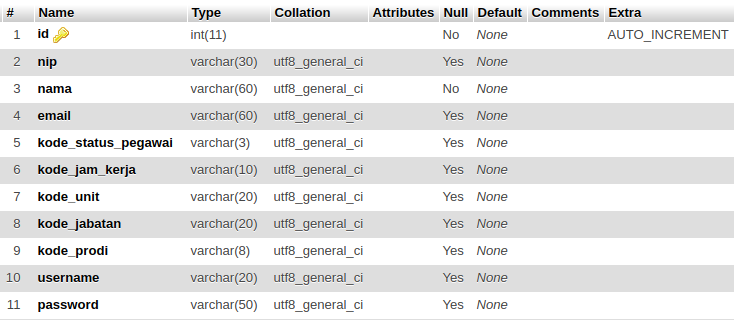 # Name Type Collation Attributes Null Default Comments Extra
1 id int(11) No None AUTO_INCREMENT
2 nip varchar(30) utf8_general_ci Yes None
3 nama varchar(60) utf8_general_ci No None
4 email varchar(60) utf8_general_ci Yes None
5 kode_status_pegawai varchar(3) utf8_general_ci Yes None
6 kode_jam_kerja varchar(10) utf8_general_ci Yes None
7 kode_unit varchar(20) utf8_general_ci Yes None
8 kode_jabatan varchar(20) utf8_general_ci Yes None
9 kode_prodi varchar(8) utf8_general_ci Yes None
10 username varchar(20) utf8_general_ci Yes None
11 password varchar(50) utf8_general_ci Yes None